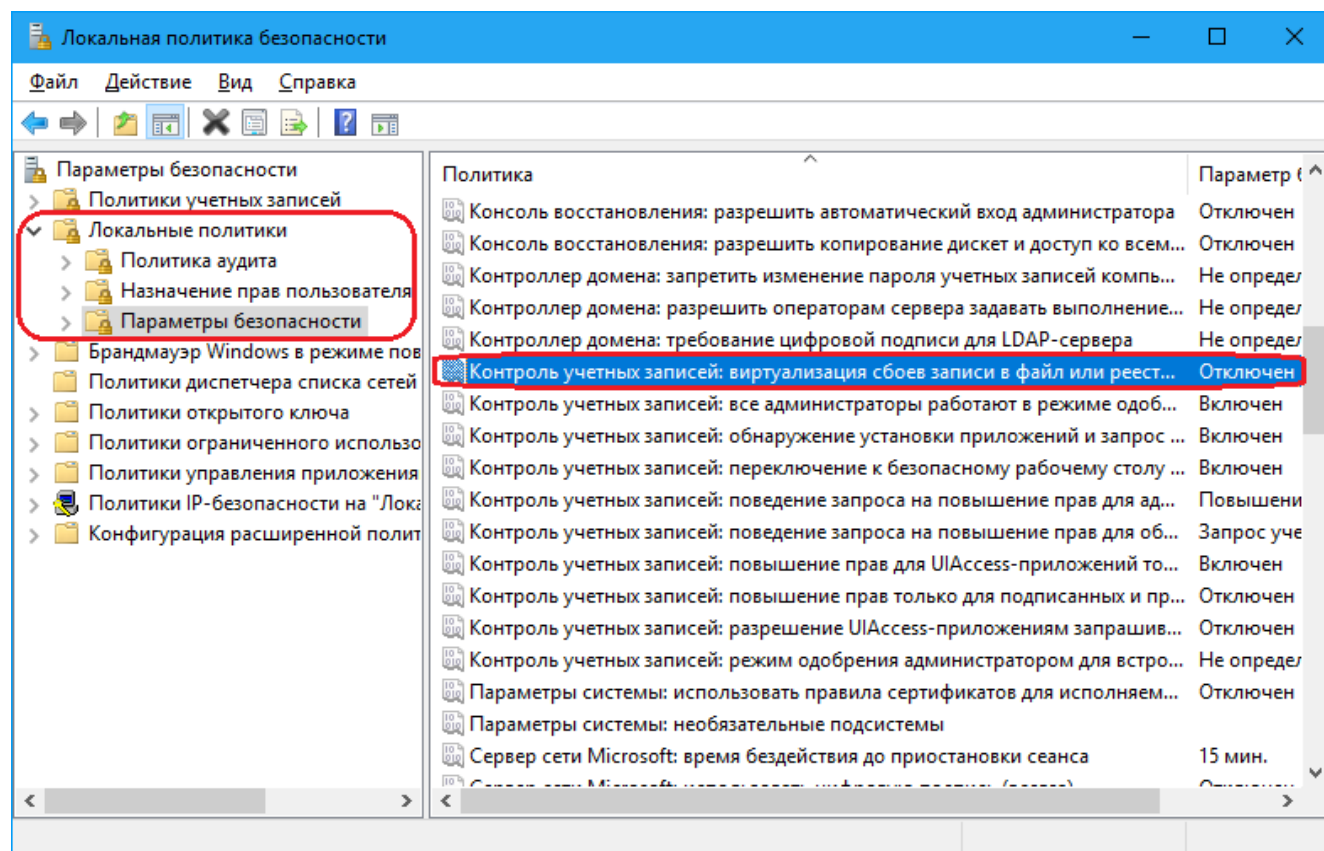 Локальная политика безопасности
Файл Действие Вид Справка
Параметры безопасности
Политики учетных записей
Локальные политики
Политика аудита
Назначение прав пользователя
Параметры безопасности
Брандмауэр Windows в режиме пов
Политики диспетчера списка сетей
Политики открытого ключа
Политики ограниченного использо
Политики управления приложения
Политики IP-безопасности на "Лока
Конфигурация расширенной полит
Политика Параметр б
Консоль восстановления: разрешить автоматический вход администратора Отключен
Консоль восстановления: разрешить копирование дискет и доступ ко всем... Отключен
Контроллер домена: запретить изменение пароля учетных записей компь... Не определ
Контроллер домена: разрешить операторам сервера задавать выполнение... Не определ
Контроллер домена: требование цифровой подписи для LDAP-сервера Не определ
Контроль учетных записей: виртуализация сбоев записи в файл или реест... Отключен
Контроль учетных записей: все администраторы работают в режиме одоб... Включен
Контроль учетных записей: обнаружение установки приложений и запрос ... Включен
Контроль учетных записей: переключение к безопасному рабочему столу ... Включен
Контроль учетных записей: поведение запроса на повышение прав для ад... Повышени
Контроль учетных записей: поведение запроса на повышение прав для об... Запрос уче
Контроль учетных записей: повышение прав для UIAccess-приложений то... Включен
Контроль учетных записей: повышение прав только для подписанных и пр... Отключен
Контроль учетных записей: разрешение UIAccess-приложениям запрашив... Отключен
Контроль учетных записей: режим одобрения администратором для встро... Не определ
Параметры системы: использовать правила сертификатов для исполняем... Отключен
Параметры системы: необязательные подсистемы
Сервер сети Microsoft: время бездействия до приостановки сеанса 15 мин.